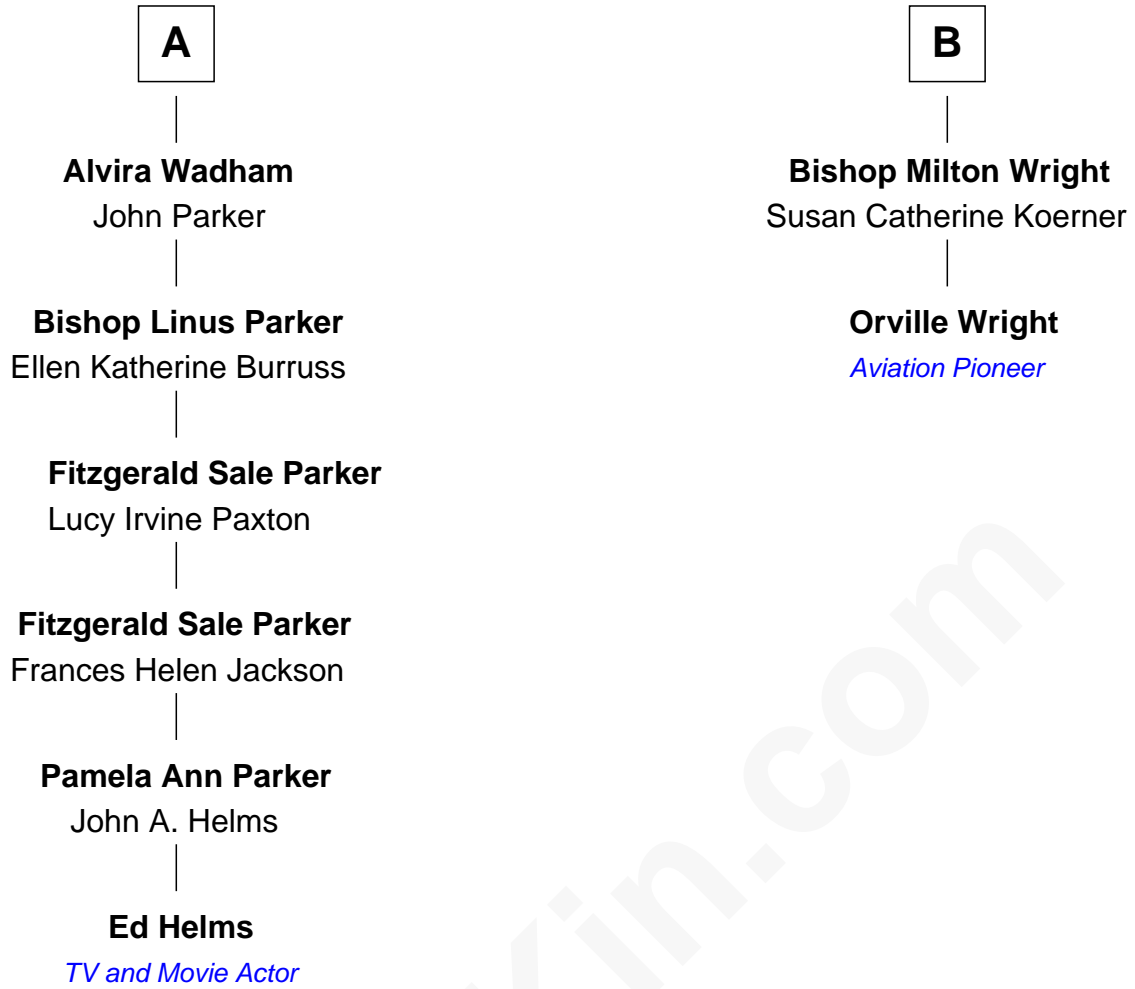 A
Alvira Wadham
John Parker
Bishop Linus Parker
Ellen Katherine Burruss
Fitzgerald Sale Parker
Lucy Irvine Paxton
Fitzgerald Sale Parker
Frances Helen Jackson
Pamela Ann Parker
John A. Helms
Ed Helms
TV and Movie Actor
B
Bishop Milton Wright
Susan Catherine Koerner
Orville Wright
Aviation Pioneer